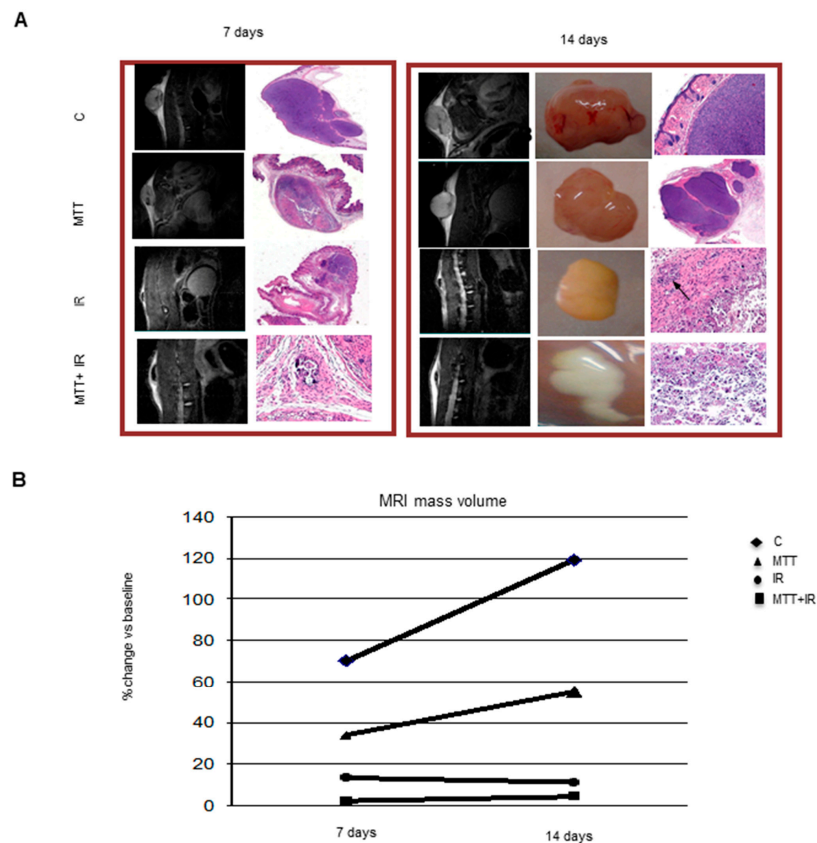 A
7 days
14 days
C
MTT
IR
MTT+ IR
B
MRI mass volume
%change vs baseline
140
120
100
80
60
40
20
0
7 days
14 days
C
MTT
IR
MTT+IR